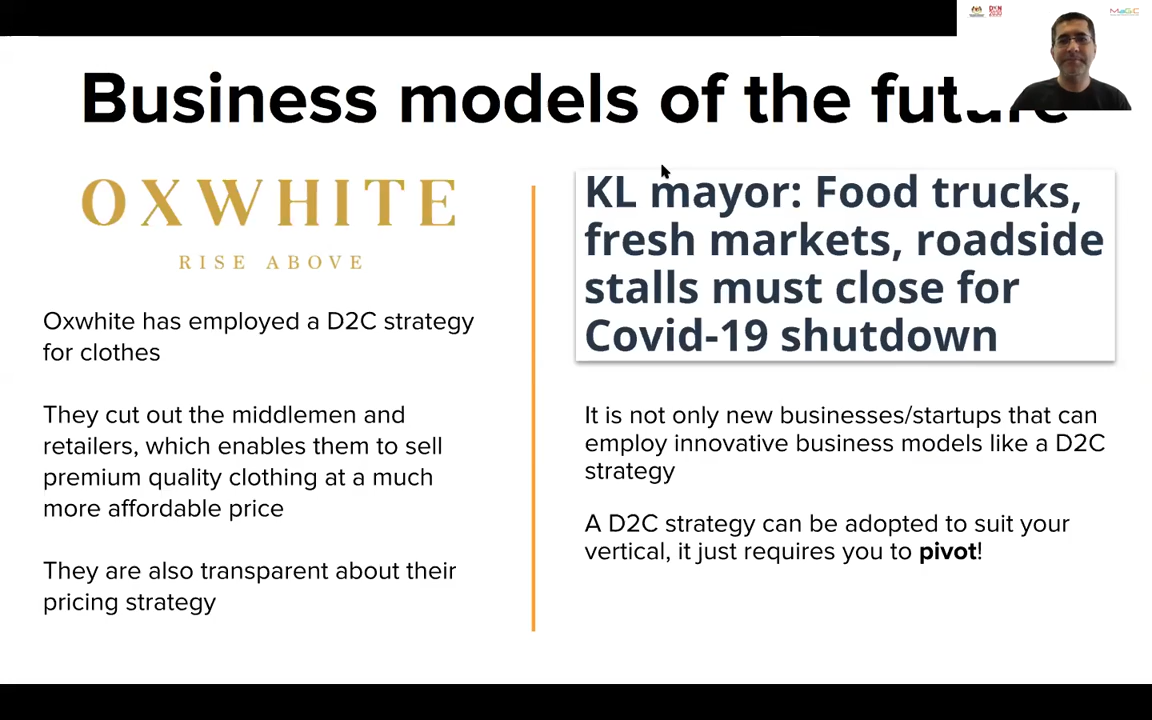 Business models of the future
OXWHITE
RISE ABOVE
Oxwhite has employed a D2C strategy
for clothes
They cut out the middlemen and
retailers, which enables them to sell
premium quality clothing at a much
more affordable price
They are also transparent about their
pricing strategy
KL mayor: Food trucks,
fresh markets, roadside
stalls must close for
Covid-19 shutdown
It is not only new businesses/startups that can
employ innovative business models like a D2C
strategy
A D2C strategy can be adopted to suit your
vertical, it just requires you to pivot!